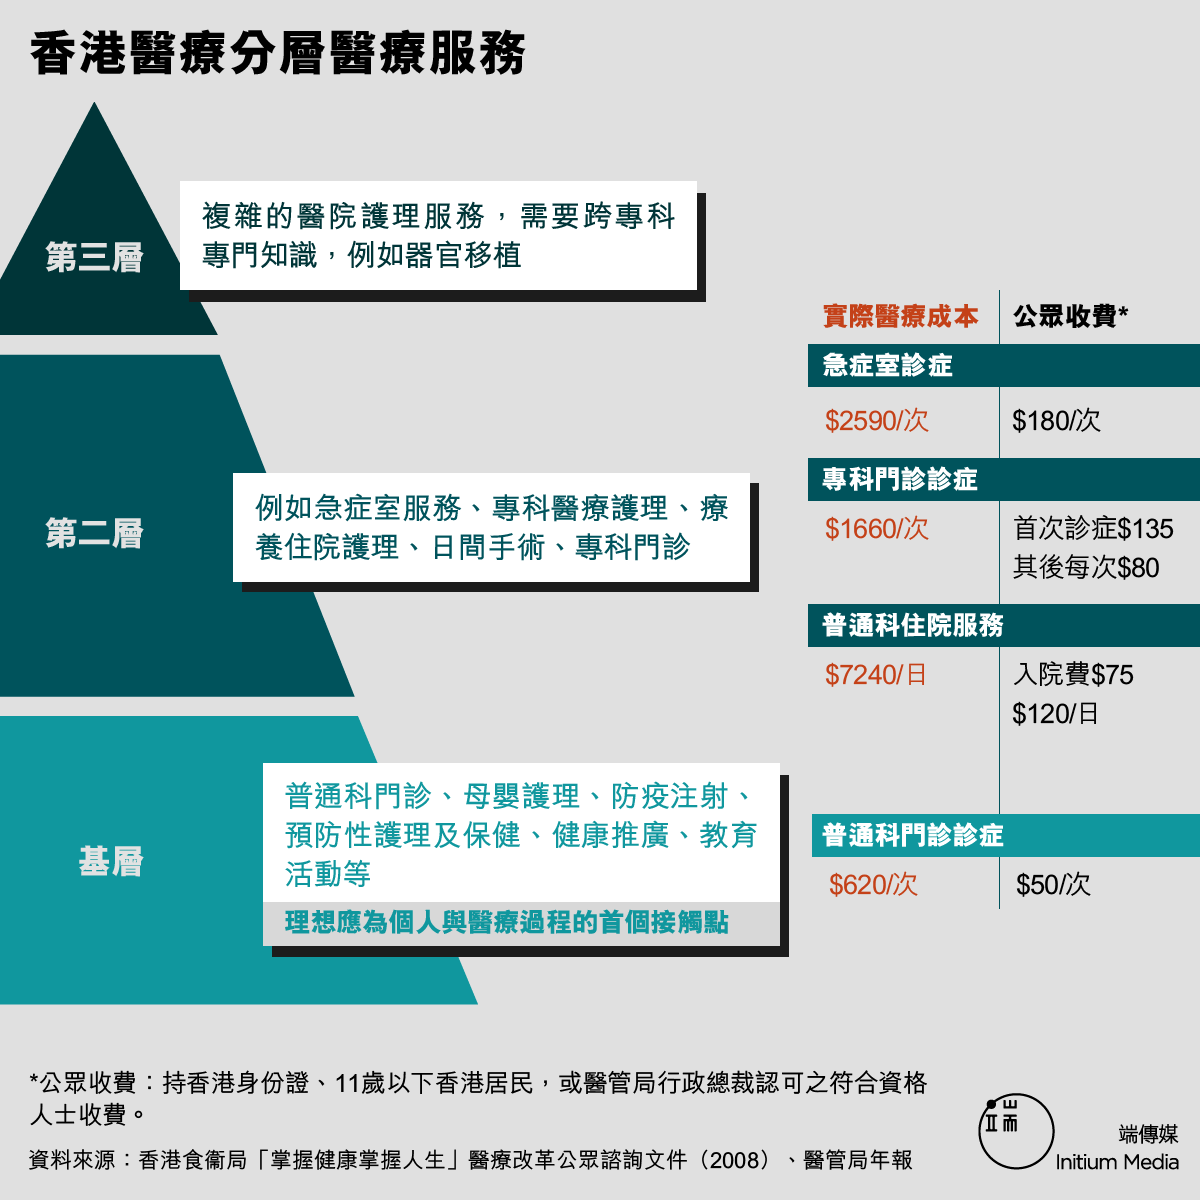 香港醫療分層醫療服務
第三層
複雜的醫院護理服務，需要跨專科
專門知識，例如器官移植
第二層
例如急症室服務、專科醫療護理、療
養住院護理、日間手術、專科門診
基層
普通科門診、母嬰護理、防疫注射、
預防性護理及保健、健康推廣、教育
活動等
理想應為個人與醫療過程的首個接觸點
實際醫療成本 公眾收費*
急症室診症
$2590/次 $180/次
專科門診診症
$1660/次 首次診症$135
其後每次$80
普通科住院服務
$7240/日 入院費$75
$120/日
普通科門診診症
$620/次 $50/次
*公眾收費：持香港身份證、11歲以下香港居民，或醫管局行政總裁認可之符合資格
人士收費。
資料來源：香港食衞局「掌握健康掌握人生」醫療改革公眾諮詢文件（2008）、醫管局年報
端
端傳媒
Initium Media